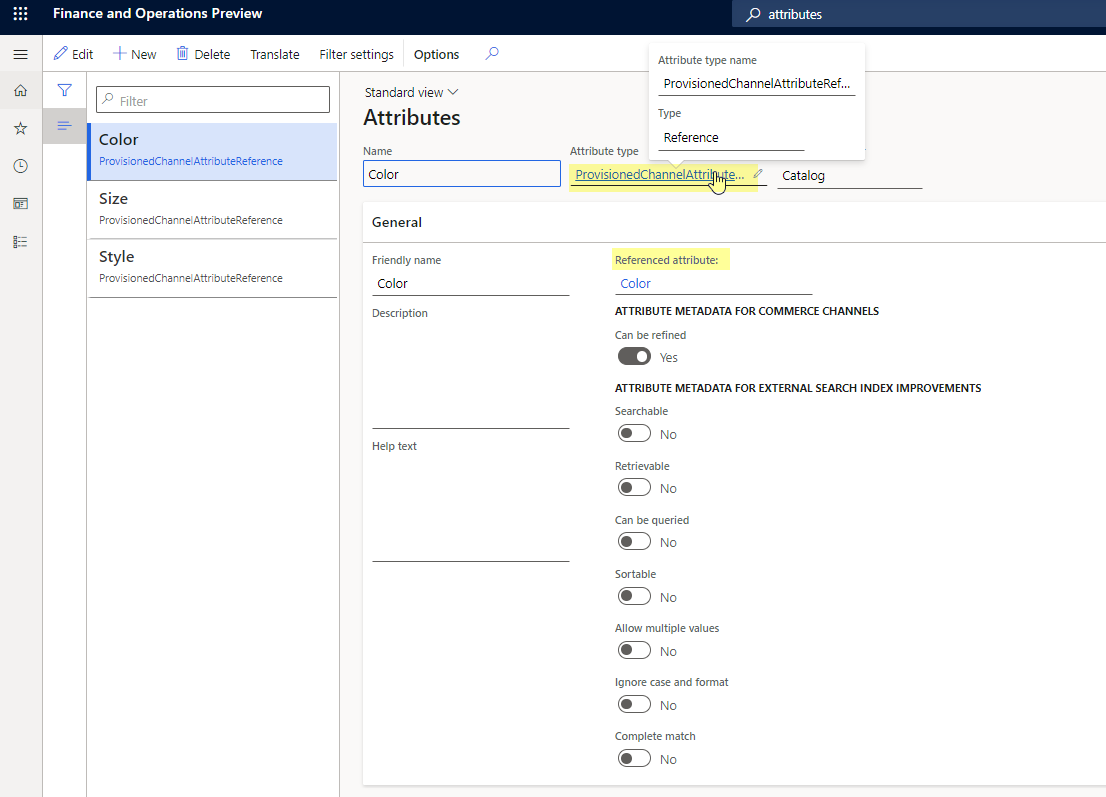 Finance and Operations Preview
attributes
Edit
New
Delete
Translate
Filter settings
Options
Filter
Color
ProvisionedChannelAttributeReference
Size
ProvisionedChannelAttributeReference
Style
ProvisionedChannelAttributeReference
Standard view
Attributes
Attribute type name
ProvisionedChannelAttributeRef...
Type
Reference
Name
Color
Attribute type
ProvisionedChannelAttribute...
Catalog
General
Friendly name
Color
Description
Help text
Referenced attribute:
Color
ATTRIBUTE METADATA FOR COMMERCE CHANNELS
Can be refined
Yes
ATTRIBUTE METADATA FOR EXTERNAL SEARCH INDEX IMPROVEMENTS
Searchable
No
Retrievable
No
Can be queried
No
Sortable
No
Allow multiple values
No
Ignore case and format
No
Complete match
No